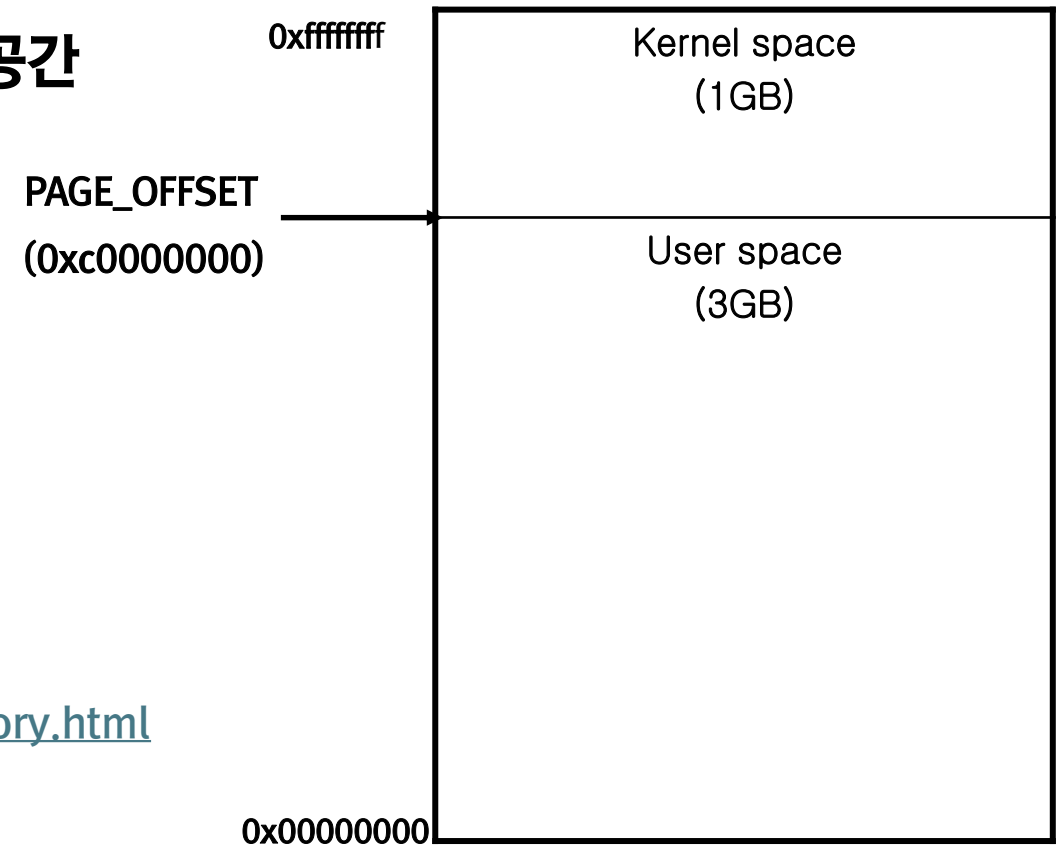 공간
0xffffffff
Kernel space
(1GB)
PAGE_OFFSET
(0xc0000000)
User space
(3GB)
ory.html
0x00000000